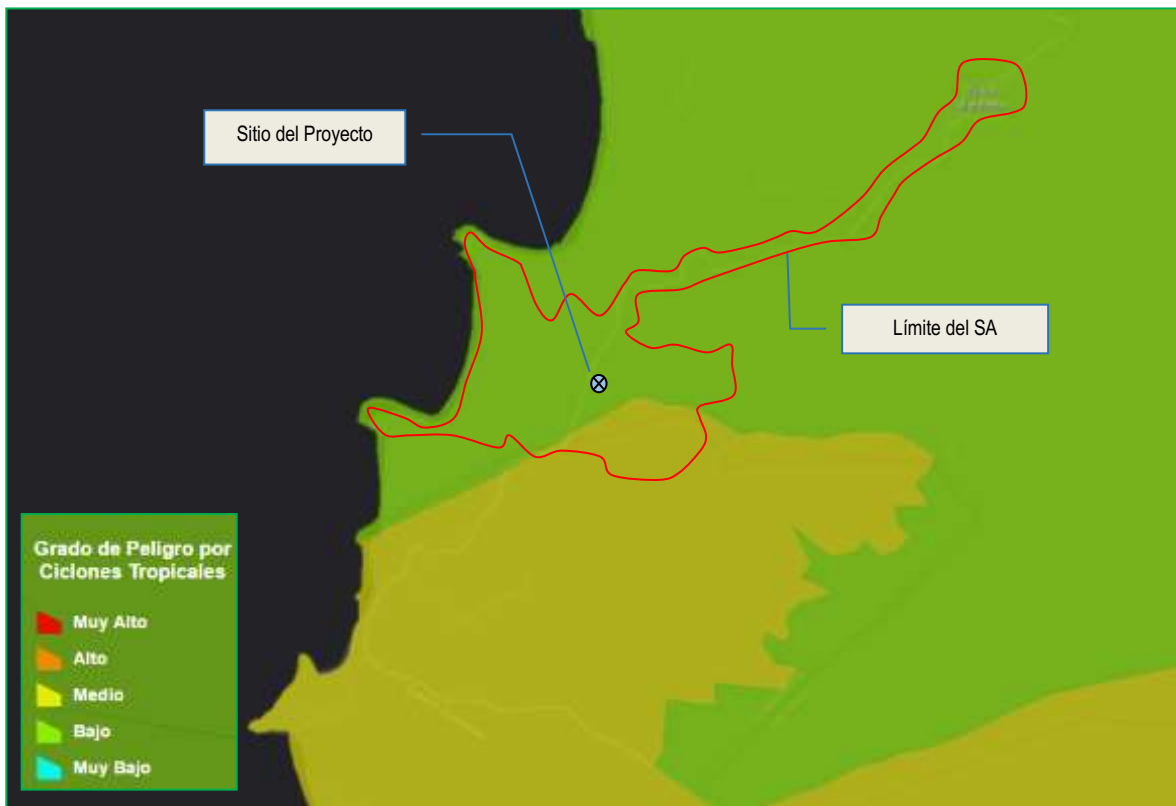 Sitio del Proyecto
Límite del SA
Grado de Peligro por
Ciclones Tropicales
Muy Alto
Alto
Medio
Bajo
Muy Bajo